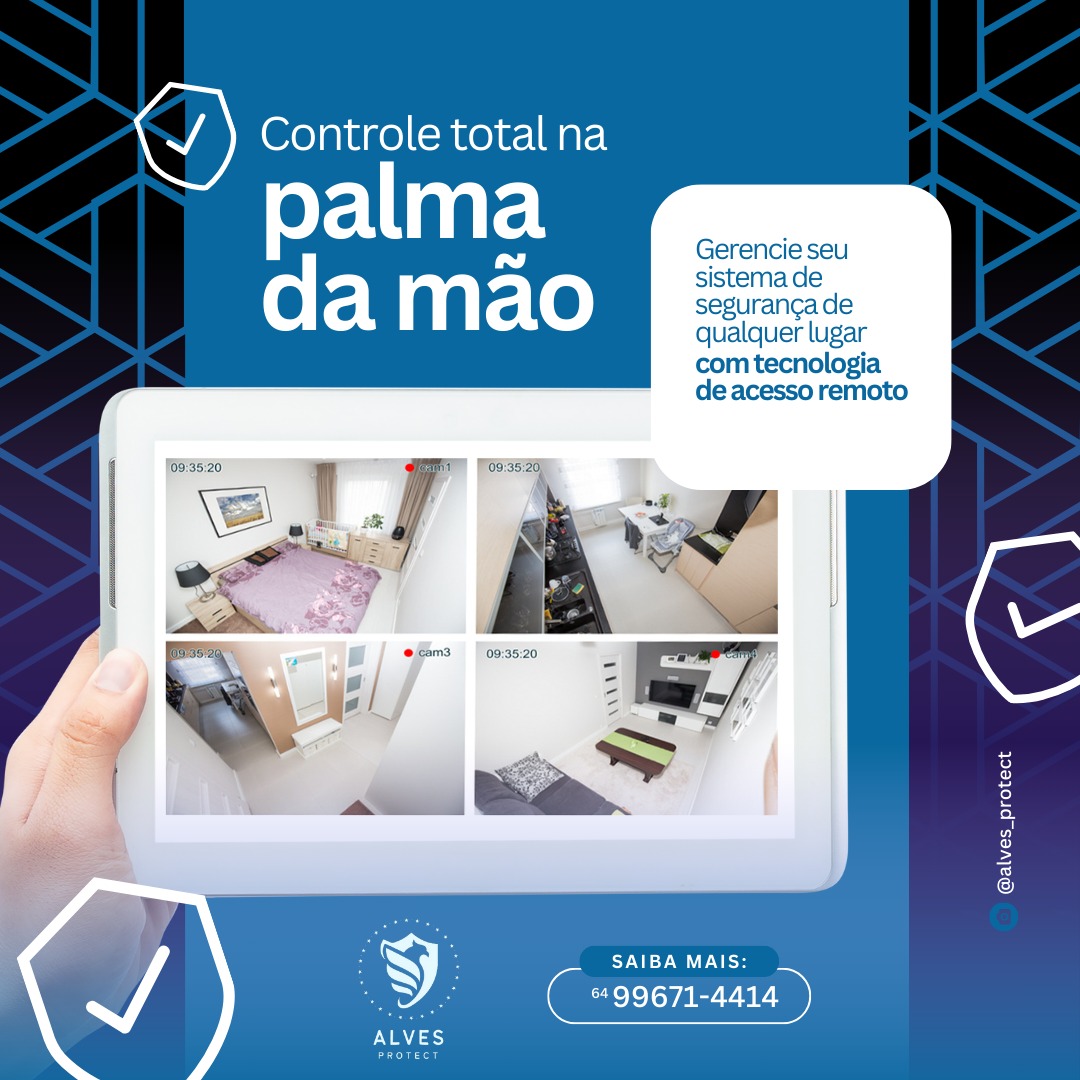 Controle total na
palma
da mão
Gerencie seu
sistema de
segurança de
qualquer lugar
com tecnologia
de acesso remoto
09:35:20 cam1
09:35:20
09:35:20 cam3
09:35:20 cam4
@alves_protect
ALVES
PROTECT
SAIBA MAIS:
64 99671-4414